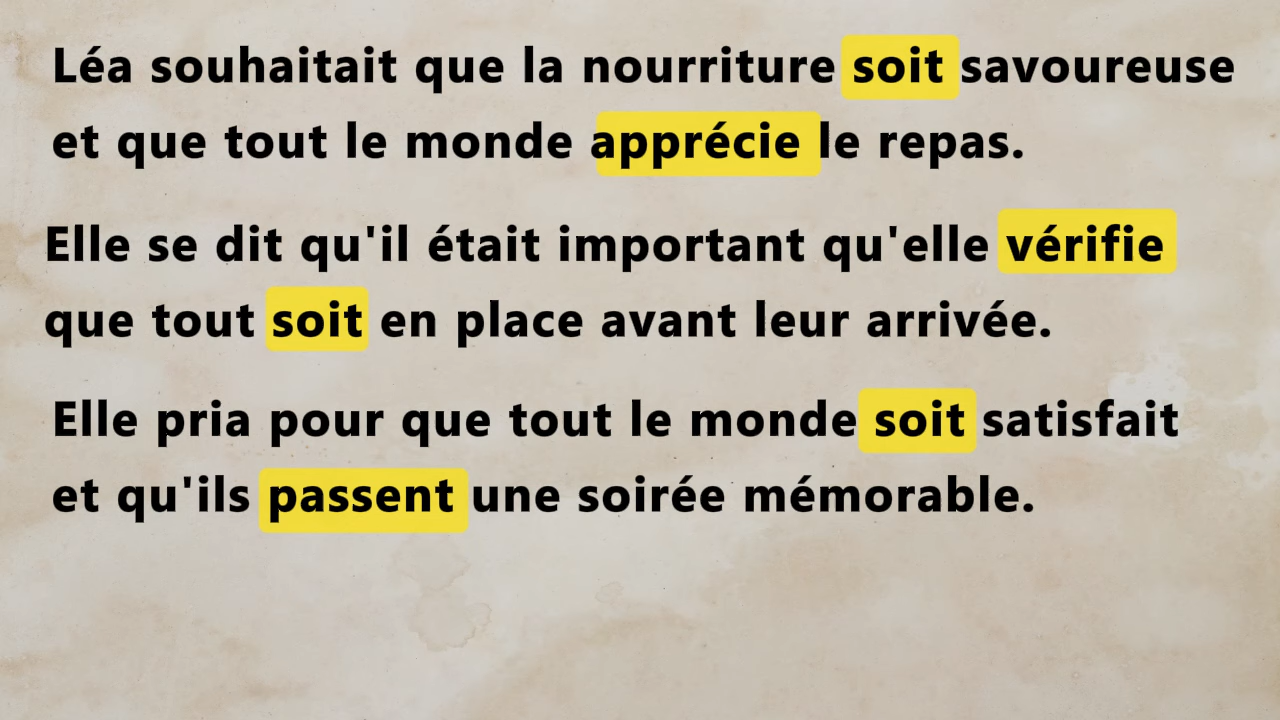 Léa souhaitait que la nourriture soit savoureuse
et que tout le monde apprécie le repas.
Elle se dit qu'il était important qu'elle vérifie
que tout soit en place avant leur arrivée.
Elle pria pour que tout le monde soit satisfait
et qu'ils passent une soirée mémorable.